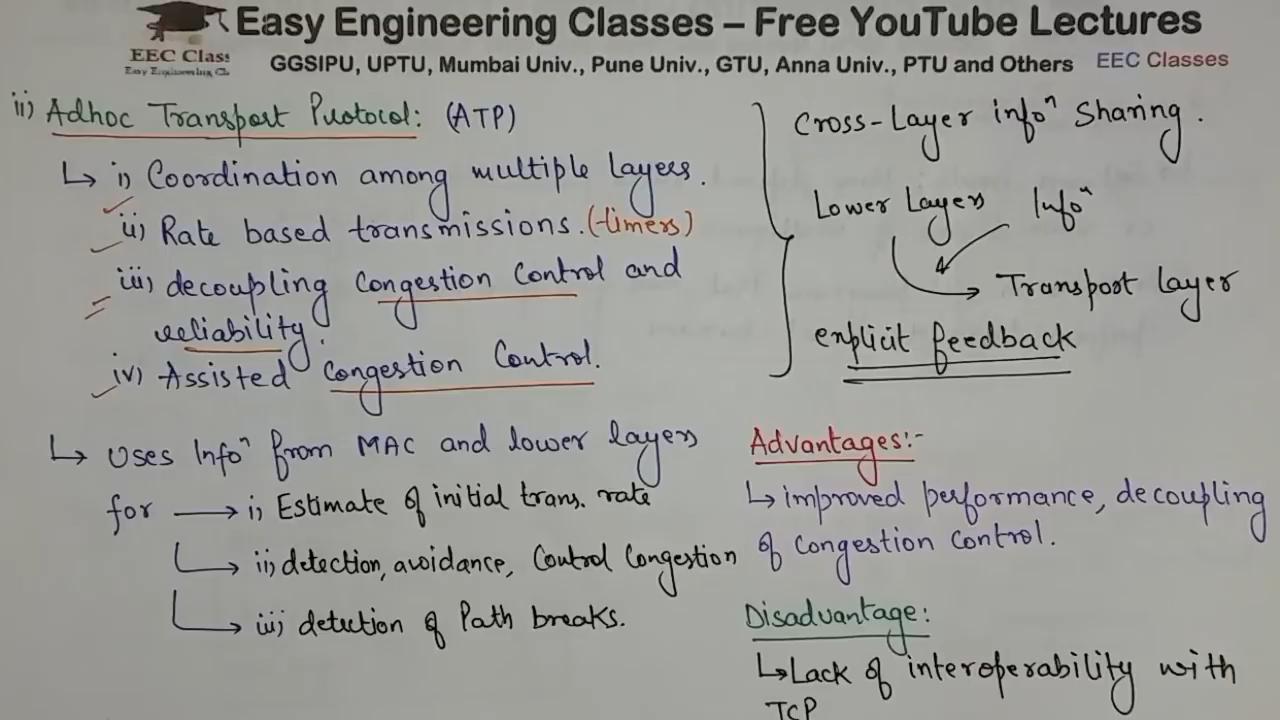 Easy Engineering Classes – Free YouTube Lectures
EEC Classes
Easy Engineering Cla
GGSIPU, UPTU, Mumbai Univ., Pune Univ., GTU, Anna Univ., PTU and Others EEC Classes
ii) Adhoc Transport Protocol: (ATP)
↳ i) Coordination among multiple layers.
ii) Rate based transmissions. (timers)
iii) decoupling Congestion Control and
reliability.
iv) Assisted Congestion Control.
Cross-Layer infoⁿ Sharing.
Lower Layers Infoⁿ
→ Transport layer
explicit feedback
↳ Uses Infoⁿ from MAC and lower layers
for → i) Estimate of initial trans. rate
↳ ii) detection, avoidance, Control Congestion
↳ iii) detection of Path breaks.
Advantages:-
↳ improved performance, decoupling
of congestion control.
Disadvantage:
↳ Lack of interoperability with
TCP